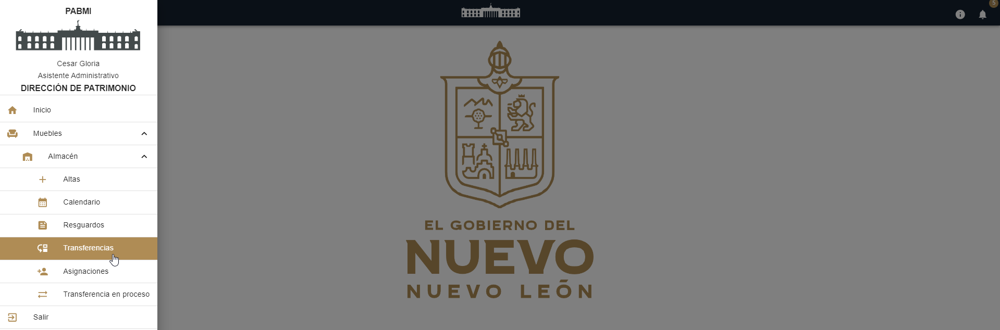 PABMI
Cesar Gloria
Asistente Administrativo
DIRECCIÓN DE PATRIMONIO
Inicio
Muebles
Almacén
Altas
Calendario
Resguardos
Transferencias
Asignaciones
Transferencia en proceso
Salir
5
EL GOBIERNO DEL
NUEVO
NUEVO LEÓN